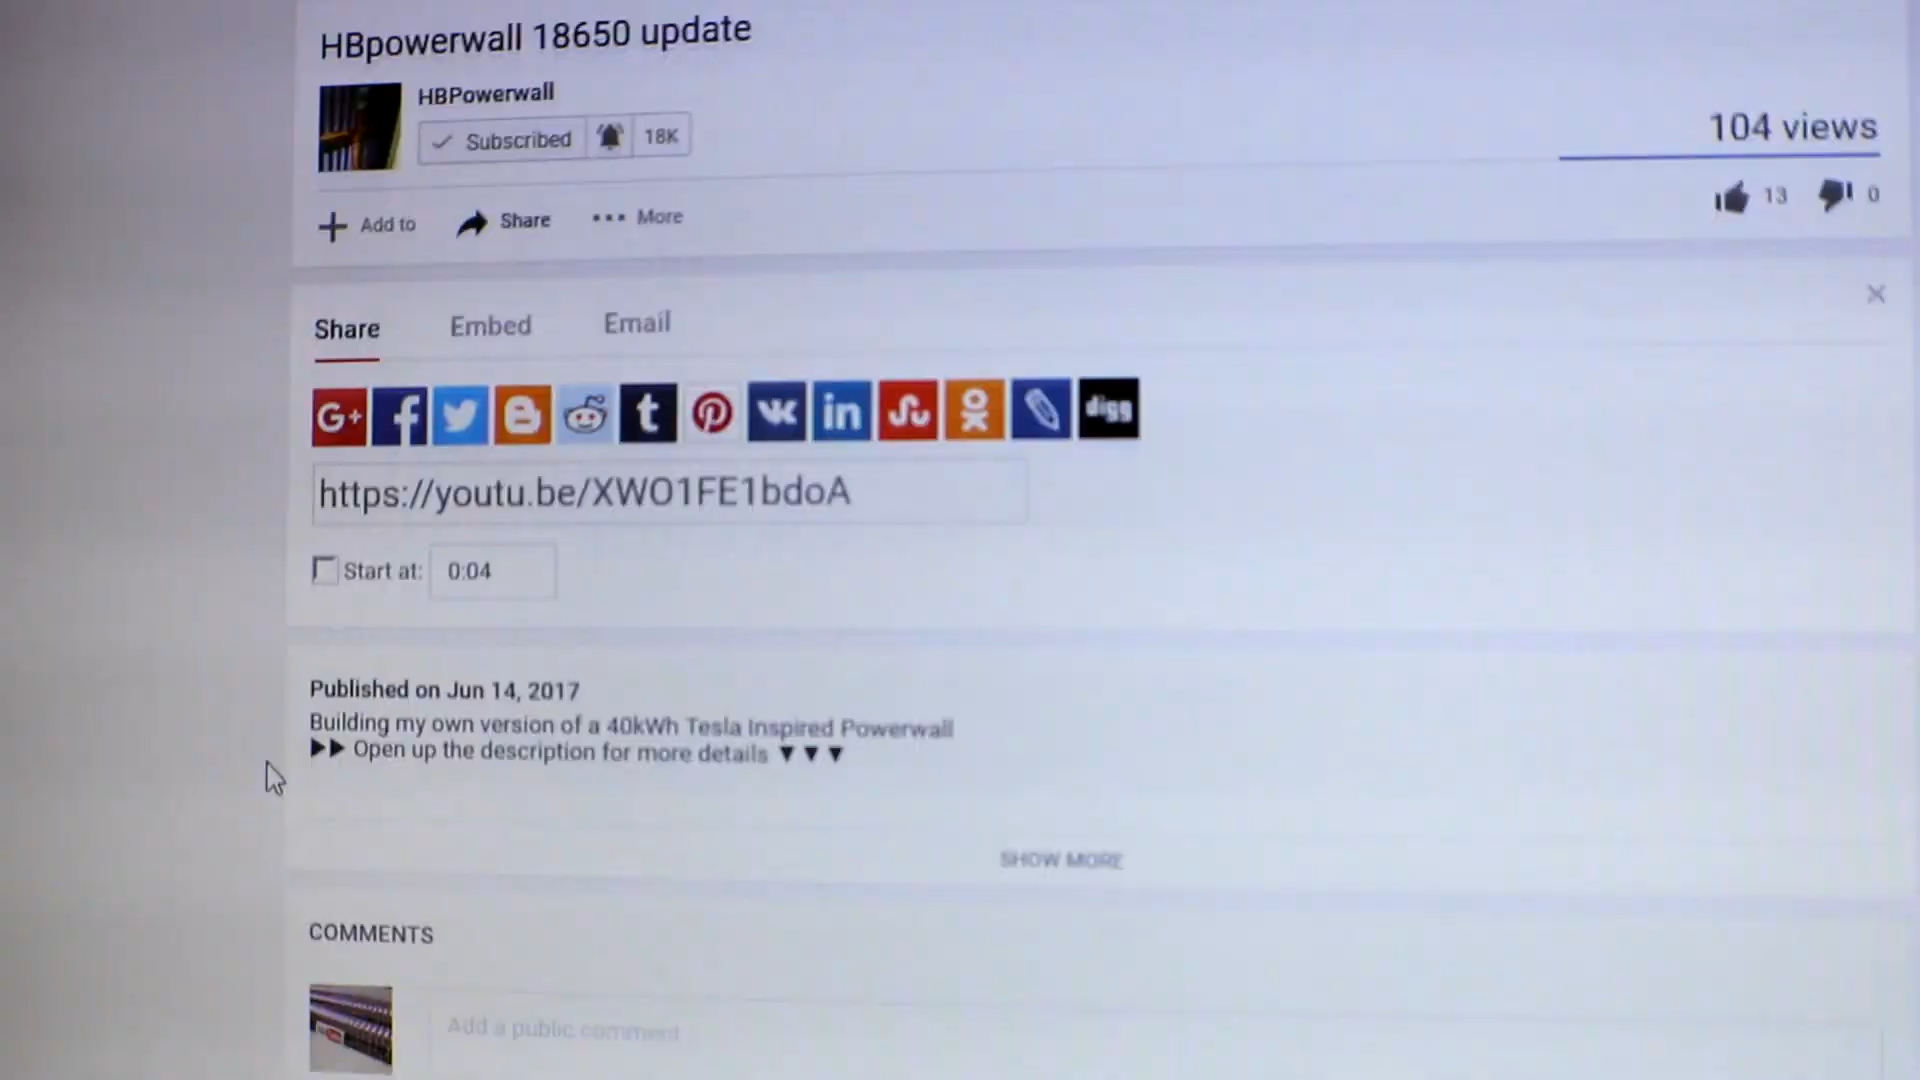 HBpowerwall 18650 update
HBPowerwall
Subscribed 18K
104 views
Add to Share More
13 0
Share Embed Email
G+ f t in digg
https://youtu.be/XWO1FE1bdoA
Start at: 0:04
Published on Jun 14, 2017
Building my own version of a 40kWh Tesla Inspired Powerwall
▶▶ Open up the description for more details ▼ ▼ ▼
SHOW MORE
COMMENTS
Add a public comment